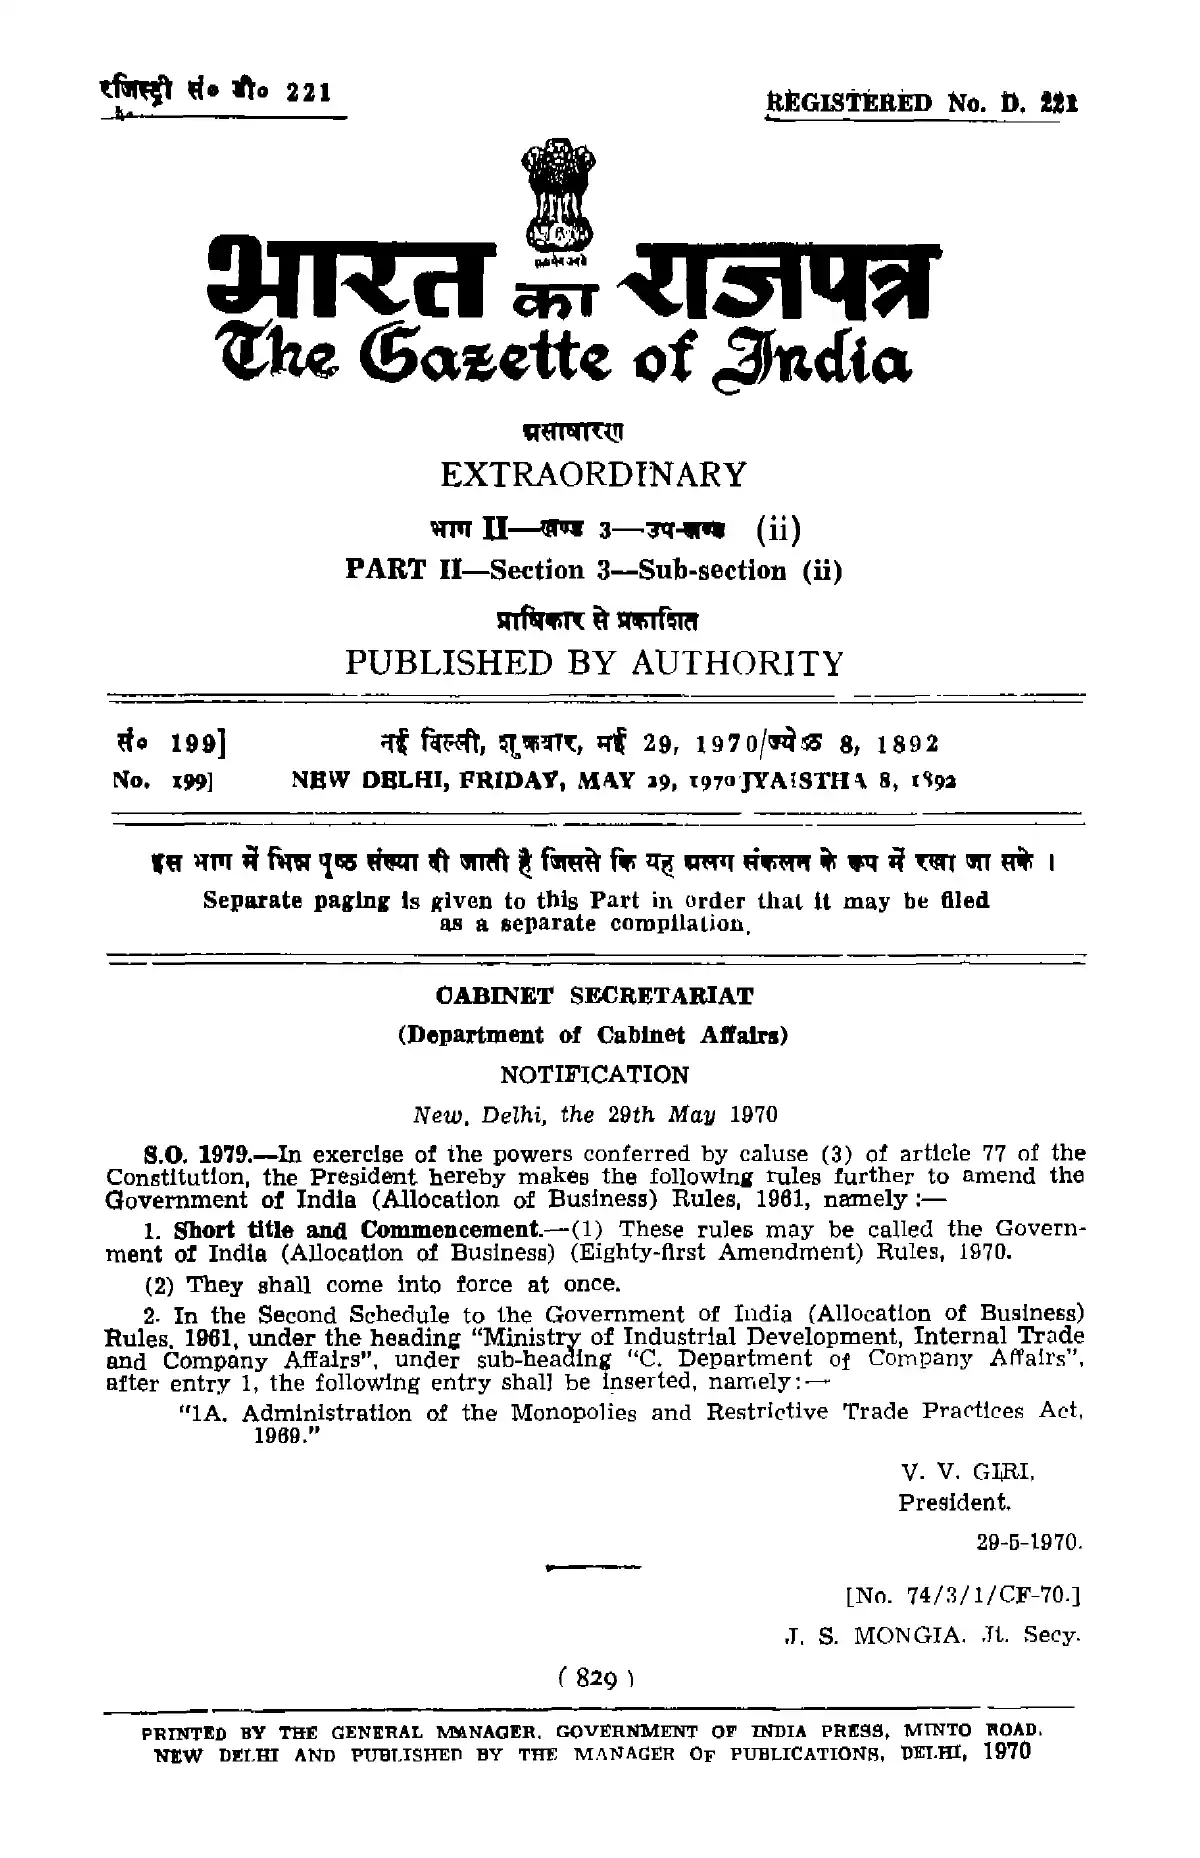 रजिस्ट्री सं० डी० 221
REGISTERED No. D. 221
भारत का राजपत्र
The Gazette of India
असाधारण
EXTRAORDINARY
भाग II—खण्ड 3—उप-खण्ड (ii)
PART II—Section 3—Sub-section (ii)
प्राधिकार से प्रकाशित
PUBLISHED BY AUTHORITY
सं० 199] नई दिल्ली, शुक्रवार, मई 29, 1970/ज्येष्ठ 8, 1892
No. 199] NEW DELHI, FRIDAY, MAY 29, 1970/JYAISTHA 8, 1892
इस भाग में भिन्न पृष्ठ संख्या दी जाती है जिससे कि यह अलग संकलन के रूप में रखा जा सके ।
Separate paging is given to this Part in order that it may be filed
as a separate compilation.
CABINET SECRETARIAT
(Department of Cabinet Affairs)
NOTIFICATION
New, Delhi, the 29th May 1970
S.O. 1979.—In exercise of the powers conferred by caluse (3) of article 77 of the
Constitution, the President hereby makes the following rules further to amend the
Government of India (Allocation of Business) Rules, 1961, namely :—
1. Short title and Commencement.—(1) These rules may be called the Govern-
ment of India (Allocation of Business) (Eighty-first Amendment) Rules, 1970.
(2) They shall come into force at once.
2. In the Second Schedule to the Government of India (Allocation of Business)
Rules, 1961, under the heading "Ministry of Industrial Development, Internal Trade
and Company Affairs", under sub-heading "C. Department of Company Affairs",
after entry 1, the following entry shall be inserted, namely:—
"1A. Administration of the Monopolies and Restrictive Trade Practices Act,
1969."
V. V. GIRI,
President.
29-5-1970.
[No. 74/3/1/CF-70.]
J. S. MONGIA, Jt. Secy.
( 829 )
PRINTED BY THE GENERAL MANAGER, GOVERNMENT OF INDIA PRESS, MINTO ROAD,
NEW DELHI AND PUBLISHED BY THE MANAGER OF PUBLICATIONS, DELHI, 1970